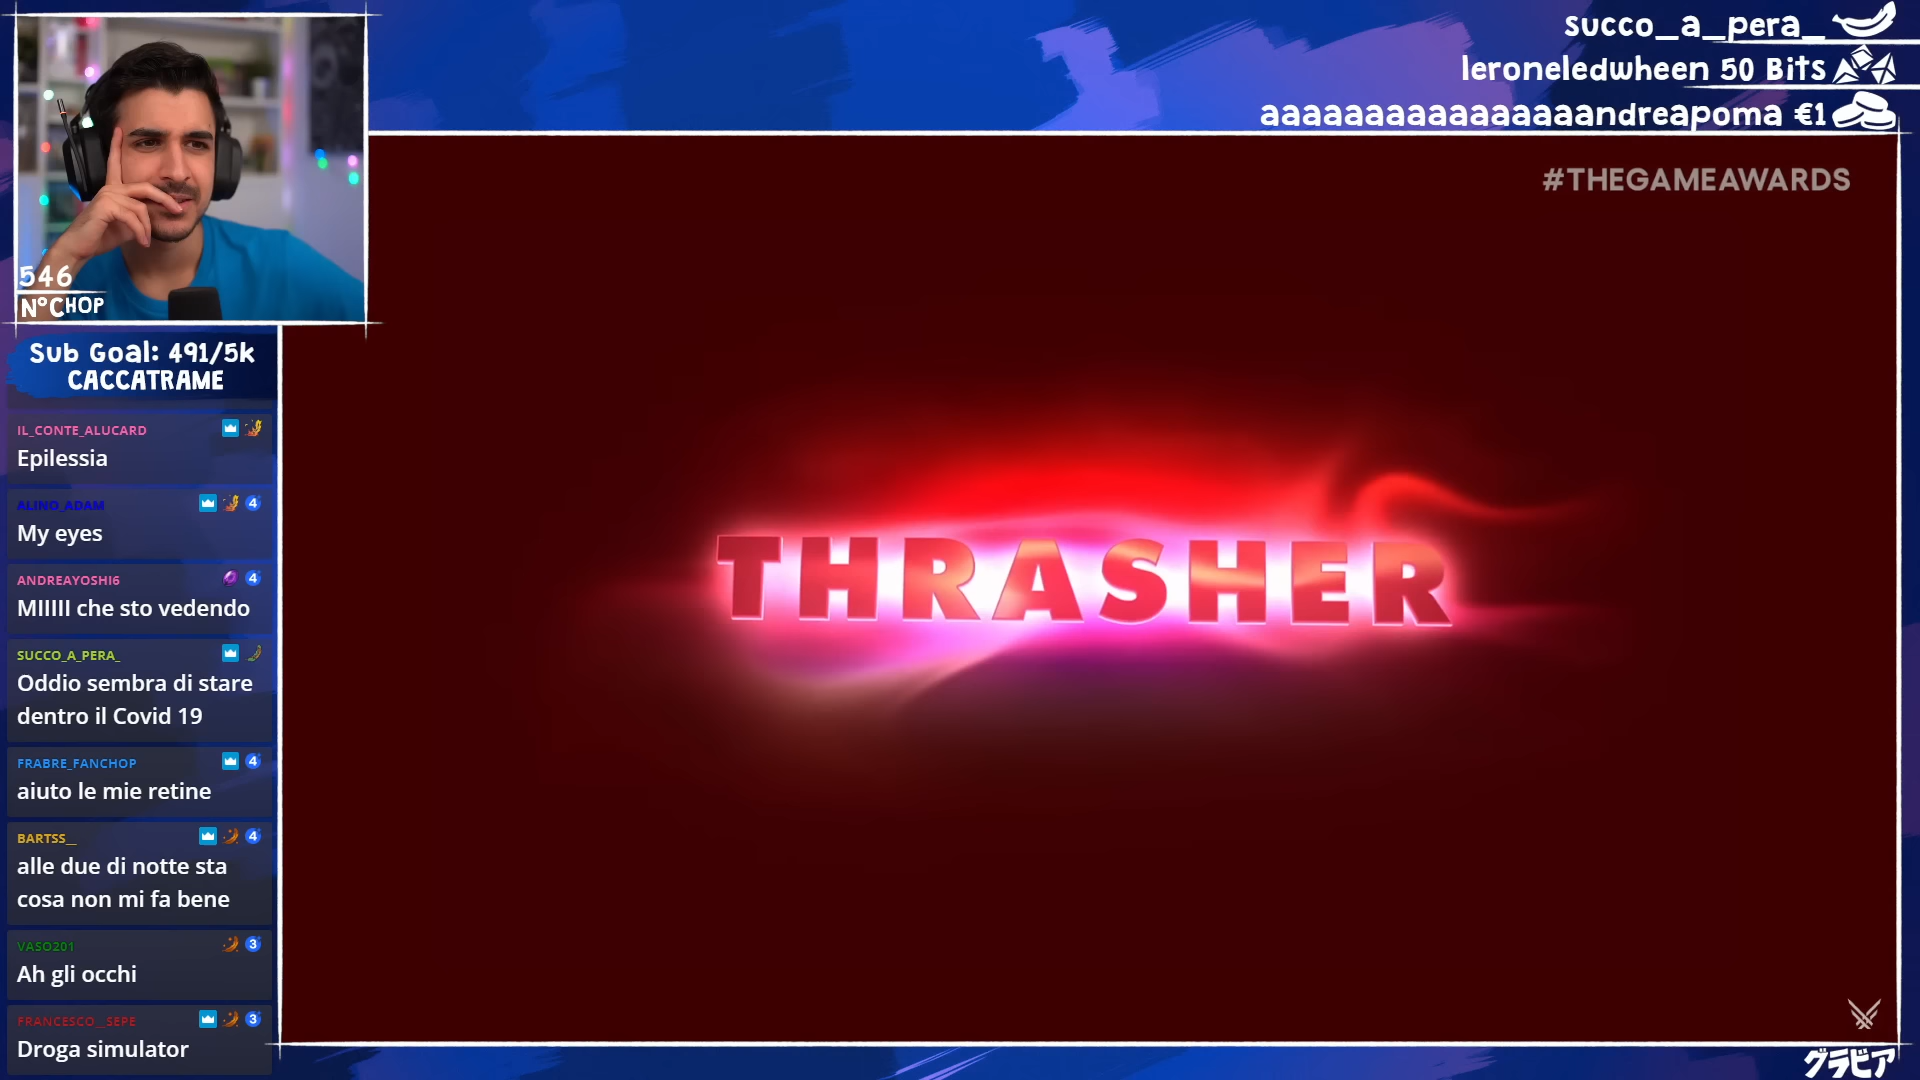 succo_a_pera_
leroneledwheen 50 Bits
aaaaaaaaaaaaaaaandreapoma €1
#THEGAMEAWARDS
546
N°CHOP
Sub Goal: 491/5k
CACCATRAME
IL_CONTE_ALUCARD
Epilessia
ALINO_ADAM 4
My eyes
ANDREAYOSHI6 4
MIIIII che sto vedendo
SUCCO_A_PERA_
Oddio sembra di stare
dentro il Covid 19
FRABRE_FANCHOP 4
aiuto le mie retine
BARTSS__ 4
alle due di notte sta
cosa non mi fa bene
VASO201 3
Ah gli occhi
FRANCESCO__SEPE 3
Droga simulator
THRASHER
グラビア